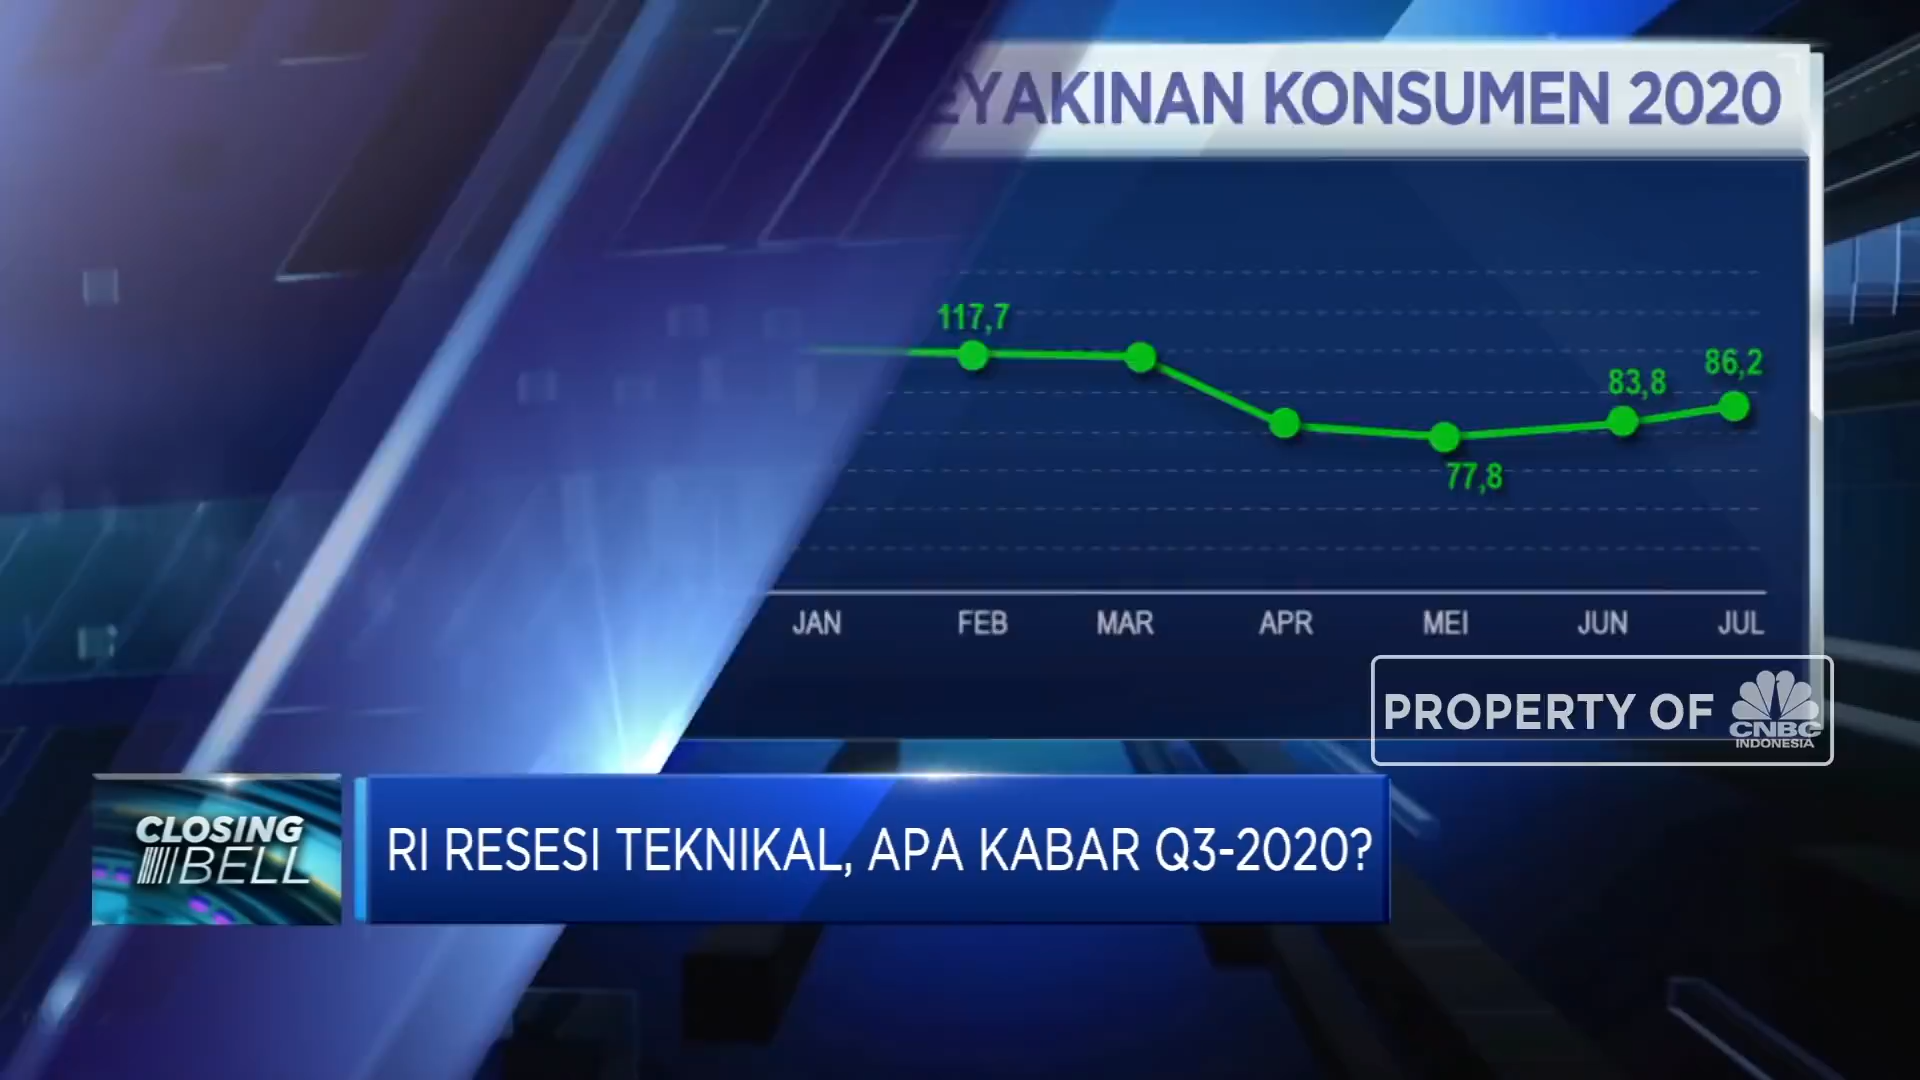 EYAKINAN KONSUMEN 2020
117,7
86,2
83,8
77,8
JAN FEB MAR APR MEI JUN JUL
PROPERTY OF CNBC INDONESIA
CLOSING BELL
RI RESESI TEKNIKAL, APA KABAR Q3-2020?